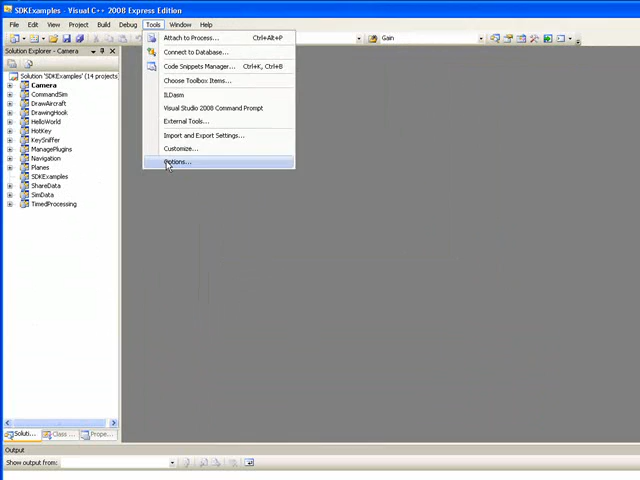 SDKExamples - Visual C++ 2008 Express Edition
File Edit View Project Build Debug Tools Window Help
Gain
Solution Explorer - Camera
Solution 'SDKExamples' (14 projects
Camera
CommandSim
DrawAircraft
DrawingHook
HelloWorld
HotKey
KeySniffer
ManagePlugins
Navigation
Planes
SDKExamples
ShareData
SimData
TimedProcessing
Attach to Process... Ctrl+Alt+P
Connect to Database...
Code Snippets Manager... Ctrl+K, Ctrl+B
Choose Toolbox Items...
ILDasm
Visual Studio 2008 Command Prompt
External Tools...
Import and Export Settings...
Customize...
Options...
Soluti... Class ... Prope...
Output
Show output from: